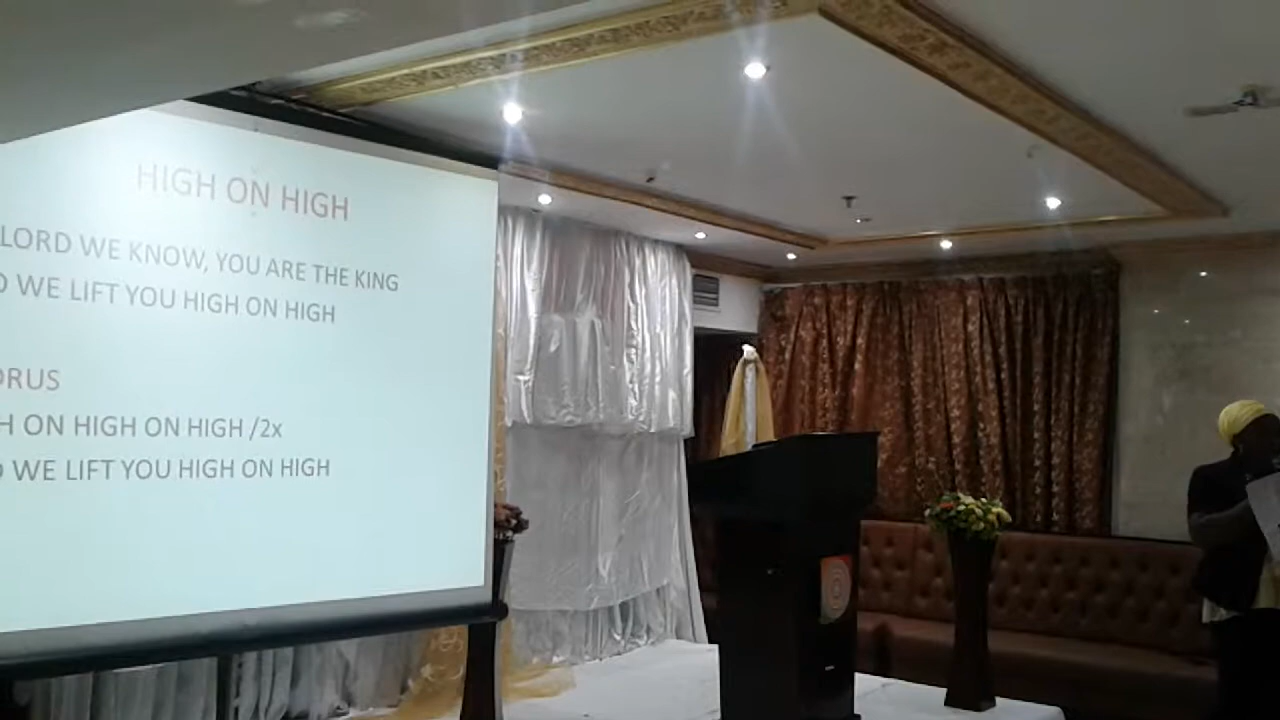 HIGH ON HIGH
LORD WE KNOW, YOU ARE THE KING
WE LIFT YOU HIGH ON HIGH
ORUS
H ON HIGH ON HIGH /2x
WE LIFT YOU HIGH ON HIGH